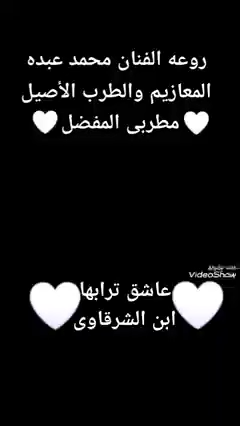 روعه الفنان محمد عبده
المعازيم والطرب الأصيل
🤍 مطربى المفضل 🤍
VideoShow
عاشق ترابها
ابن الشرقاوى